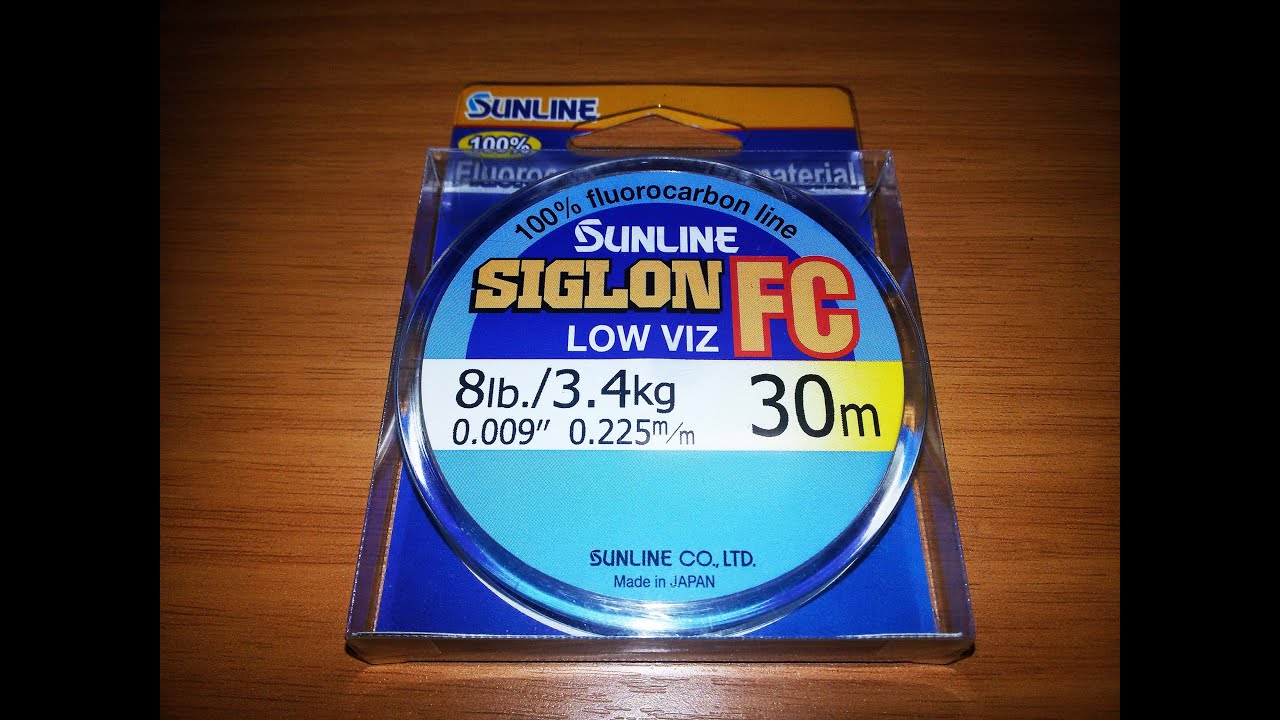 SUNLINE
100%
material
100% fluorocarbon line
SUNLINE
SIGLON FC
LOW VIZ
8lb./3.4kg 30m
0.009” 0.225m/m
SUNLINE CO., LTD.
Made in JAPAN